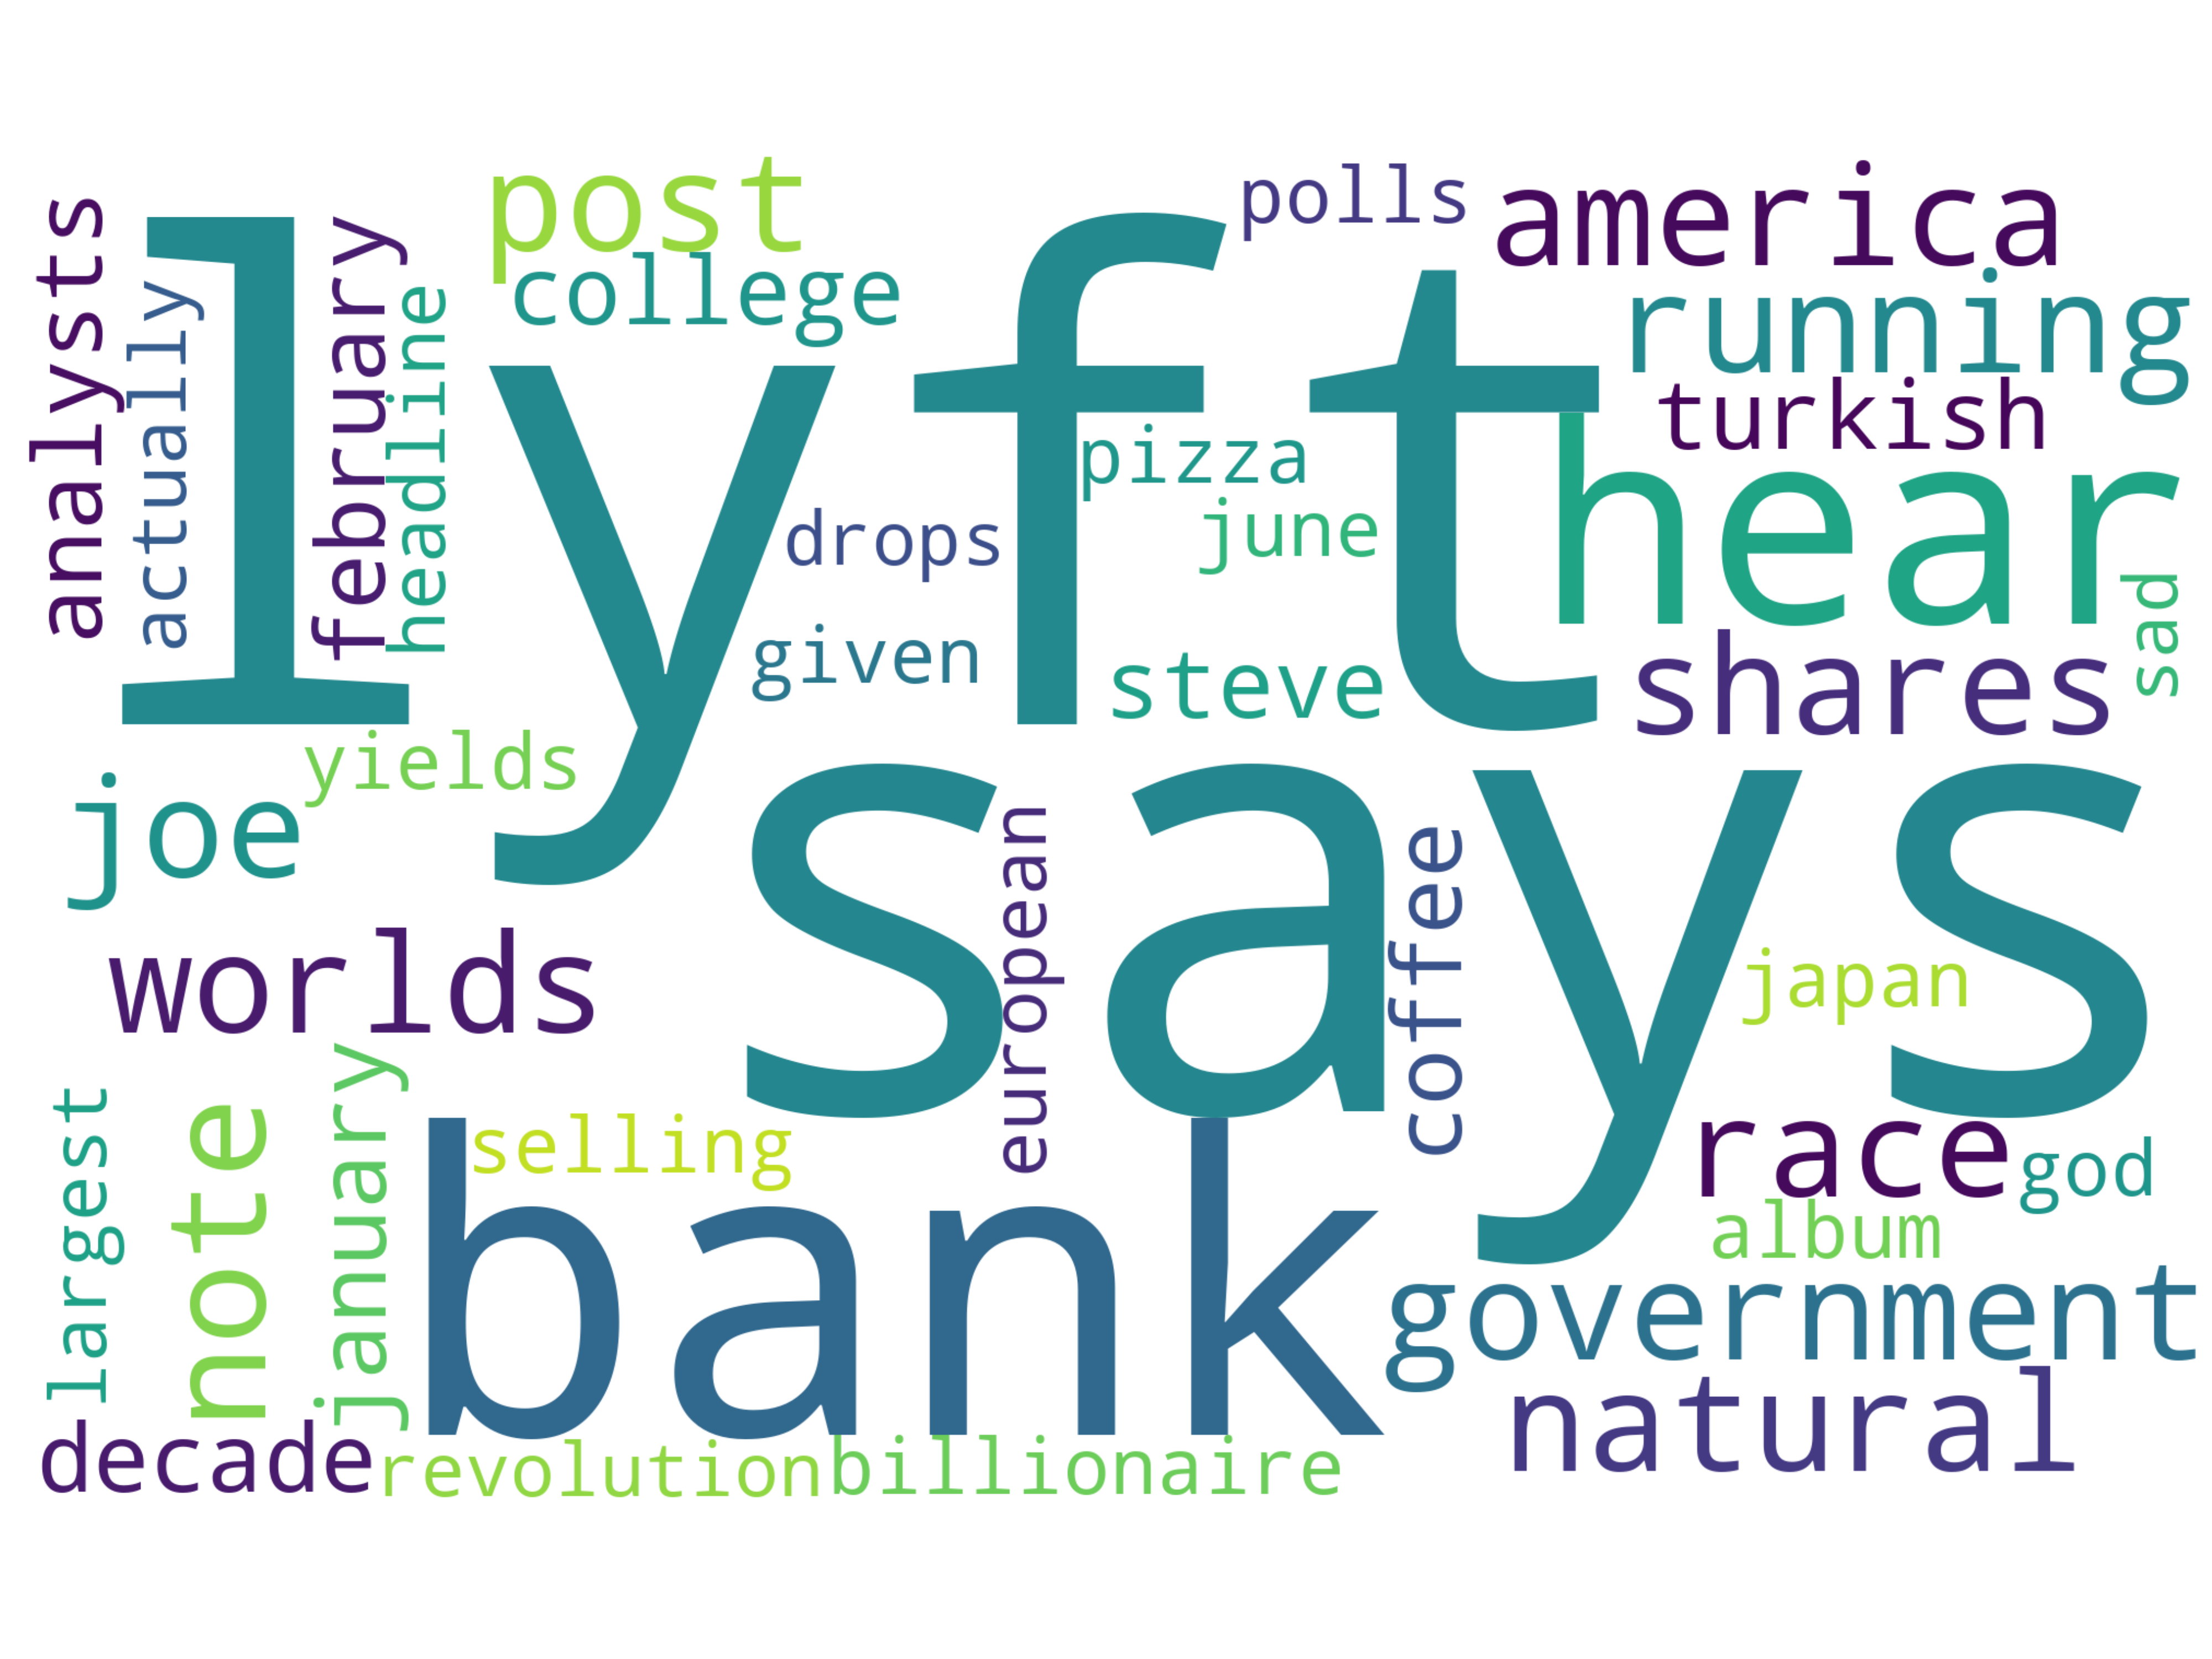 post
polls
america
college
running
analysts
actually
february
headline
lyft
turkish
pizza
hear
drops
june
sad
given
steve
shares
yields
joe
says
european
coffee
worlds
japan
largest
note
january
selling
bank
race
god
album
government
natural
decade
revolution
billionaire